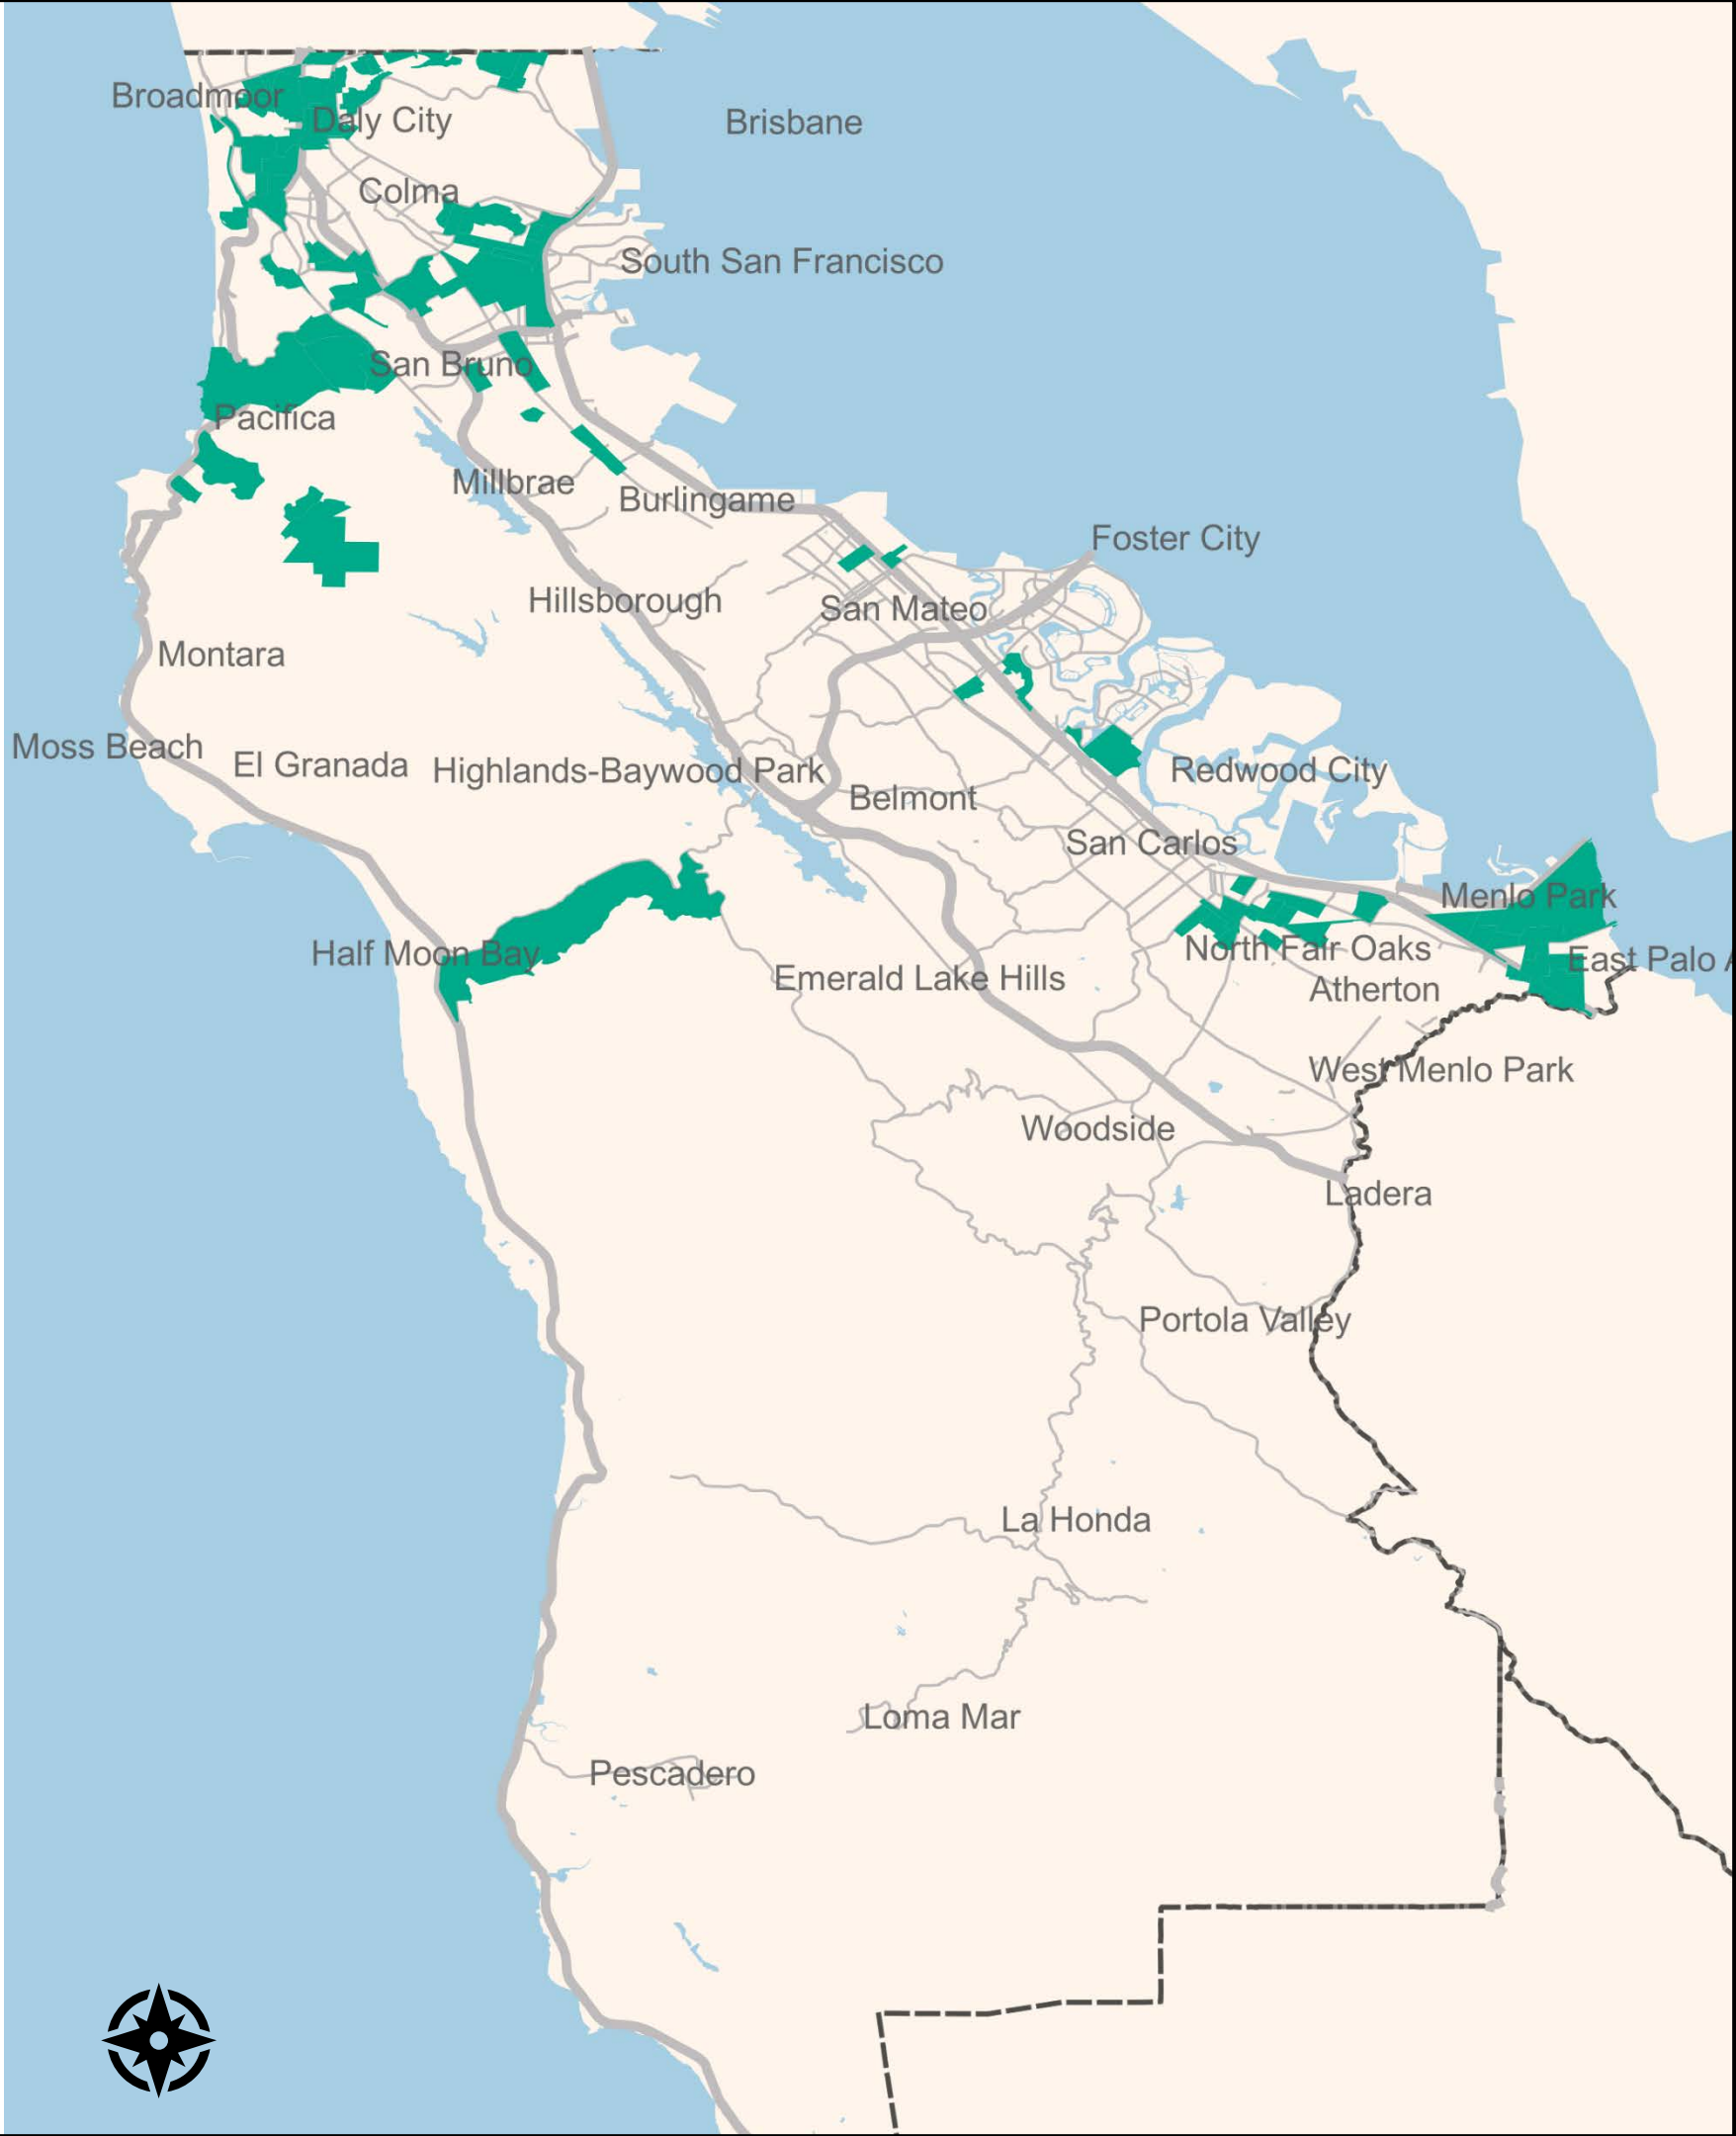 Broadmoor
Daly City
Brisbane
Colma
South San Francisco
San Bruno
Pacifica
Millbrae
Burlingame
Foster City
Hillsborough
San Mateo
Montara
Moss Beach
El Granada
Highlands-Baywood Park
Redwood City
Belmont
San Carlos
Menlo Park
Half Moon Bay
North Fair Oaks
East Palo A
Emerald Lake Hills
Atherton
West Menlo Park
Woodside
Ladera
Portola Valley
La Honda
Loma Mar
Pescadero